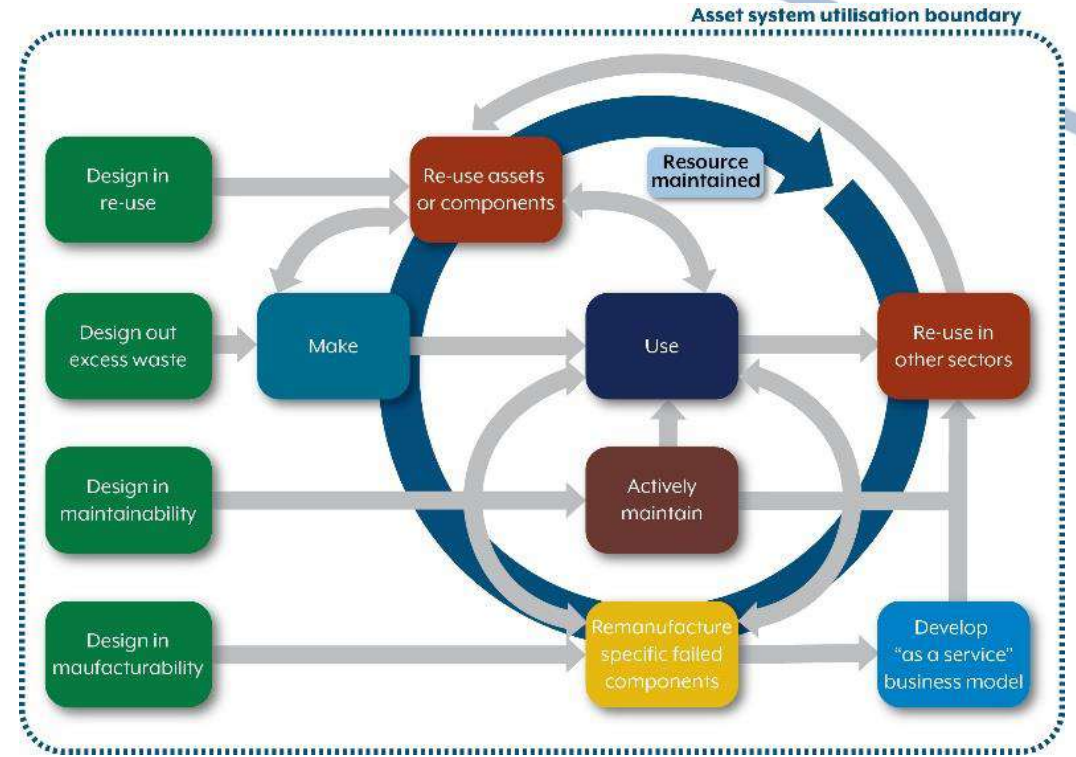 Asset system utilisation boundary
Design in
re-use
Re-use assets
or components
Resource
maintained
Design out
excess waste
Make
Use
Re-use in
other sectors
Design in
maintainability
Actively
maintain
Design in
maufacturability
Remanufacture
specific failed
components
Develop
“as a service”
business model